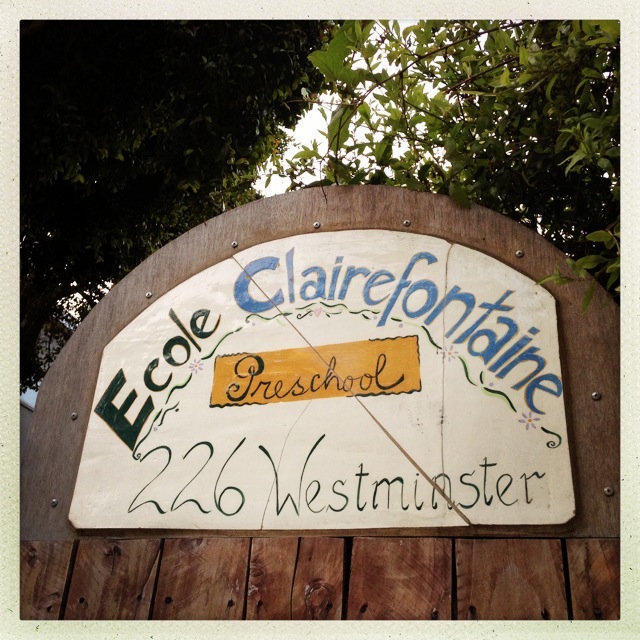 Ecole Clairefontaine
Preschool
226 Westminster